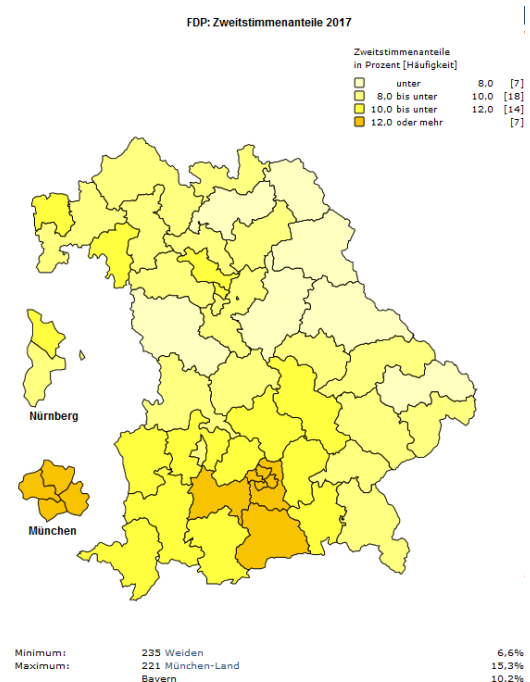 FDP: Zweitstimmenanteile 2017
Zweitstimmenanteile
in Prozent [Häufigkeit]
unter 8,0 [7]
8,0 bis unter 10,0 [18]
10,0 bis unter 12,0 [14]
12,0 oder mehr [7]
Nürnberg
München
Minimum: 235 Weiden 6,6%
Maximum: 221 München-Land 15,3%
Bayern 10,2%